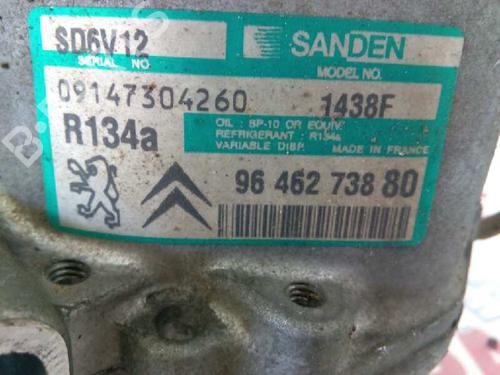 SD6V12
SANDEN
SERIAL NO.
MODEL NO.
09147304260
1438F
R134a
OIL : SP-10 OR EQUIV.
REFRIGERANT : R134a
VARIABLE DISP. MADE IN FRANCE
96 462 738 80